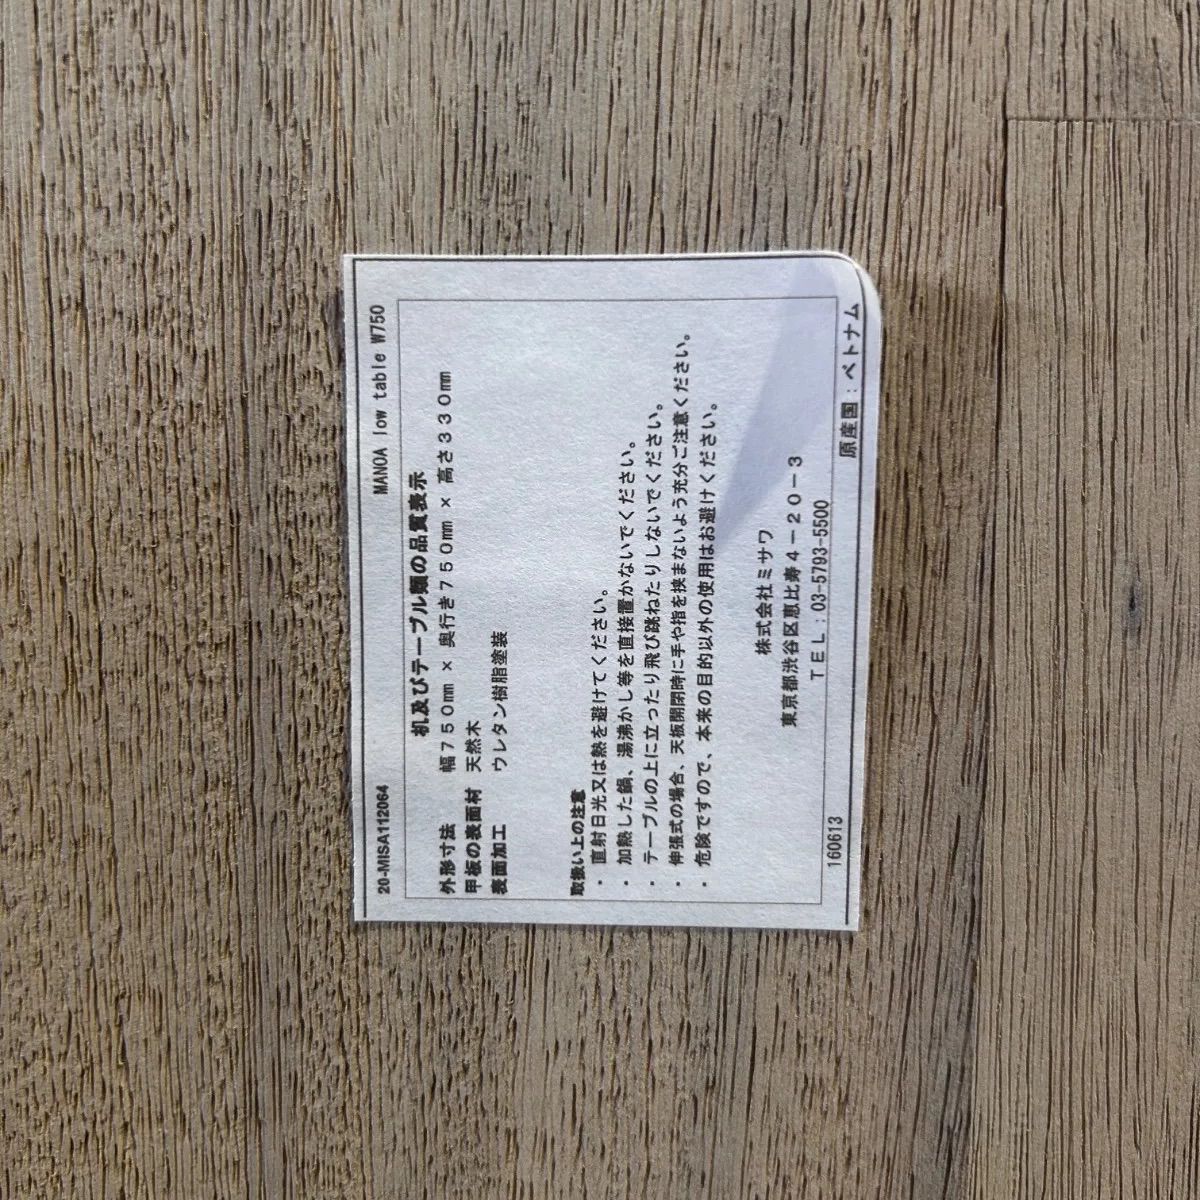 20-MISA112064 MANOA low table W750
机及びテーブル類の品質表示
外形寸法 幅750mm × 奥行き750mm × 高さ330mm
甲板の表面材 天然木
表面加工 ウレタン樹脂塗装
取扱い上の注意
・直射日光又は熱を避けてください。
・加熱した鍋、湯沸かし等を直接置かないでください。
・テーブルの上に立ったり飛び跳ねたりしないでください。
・伸張式の場合、天板開閉時に手や指を挟まないよう充分ご注意ください。
・危険ですので、本来の目的以外の使用はお避けください。
株式会社ミサワ
東京都渋谷区恵比寿4-20-3
TEL:03-5793-5500
160613 原産国:ベトナム